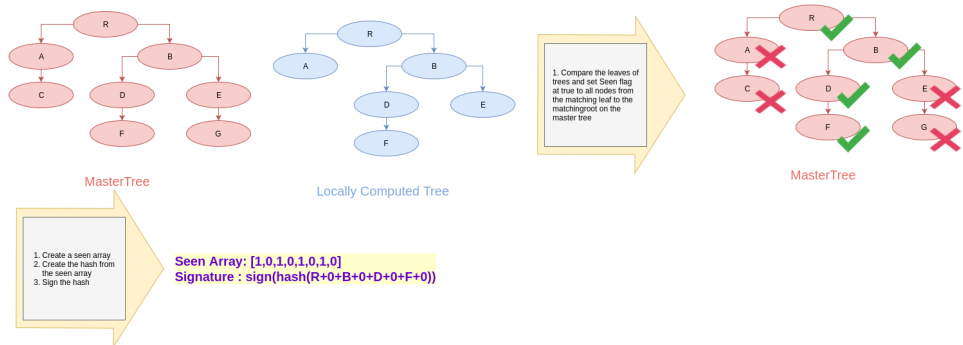 R
A
B
C
D
E
F
G
MasterTree
R
A
B
D
E
F
Locally Computed Tree
1. Compare the leaves of
trees and set Seen flag
at true to all nodes from
the matching leaf to the
matchingroot on the
master tree
R
A
B
C
D
E
F
G
MasterTree
1. Create a seen array
2. Create the hash from
the seen array
3. Sign the hash
Seen Array: [1,0,1,0,1,0,1,0]
Signature : sign(hash(R+0+B+0+D+0+F+0))